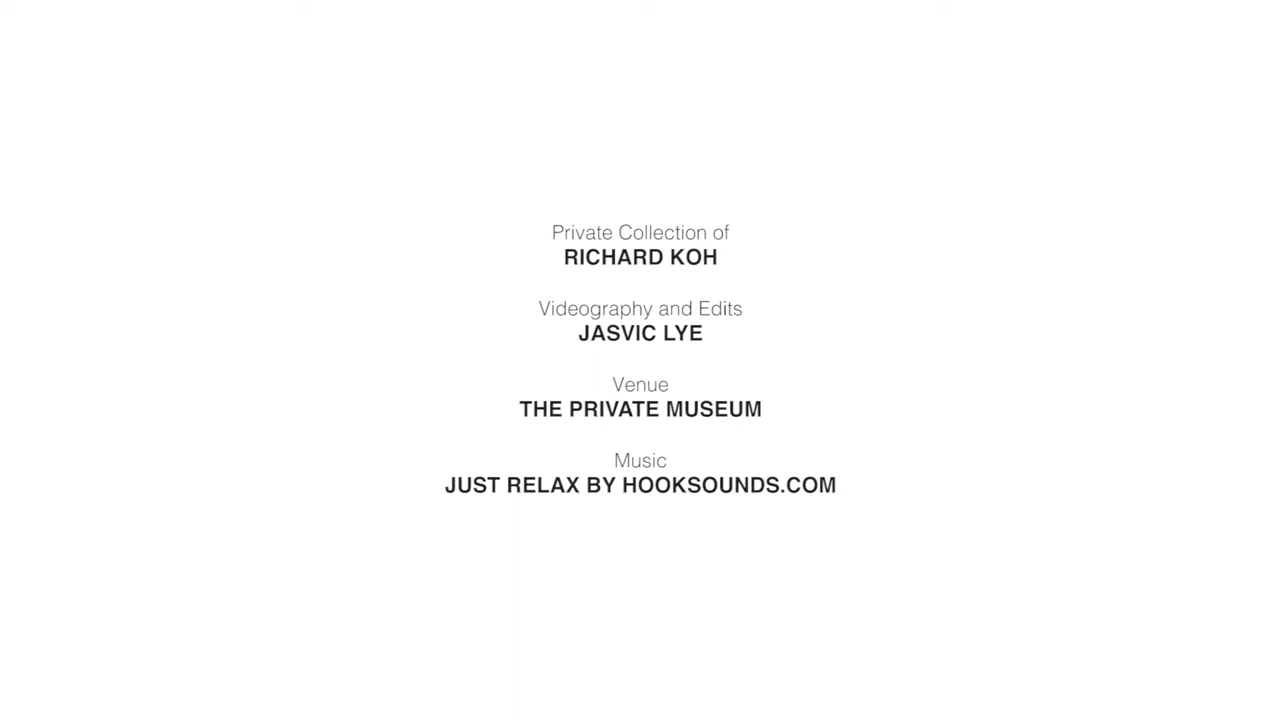 Private Collection of
RICHARD KOH
Videography and Edits
JASVIC LYE
Venue
THE PRIVATE MUSEUM
Music
JUST RELAX BY HOOKSOUNDS.COM